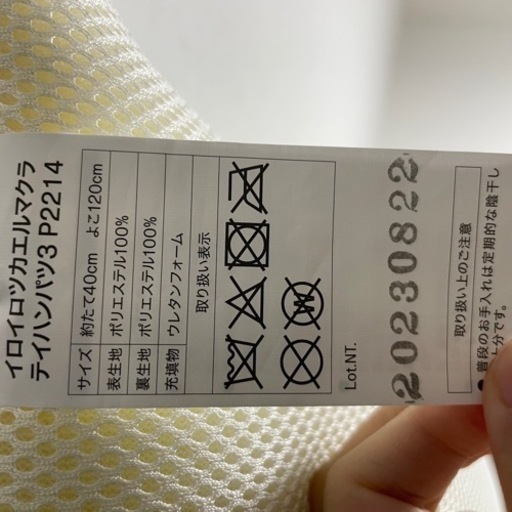 イロイロツカエルマクラ
テイハンパツ3 P2214
サイズ 約たて40cm よこ120cm
表生地 ポリエステル100%
裏生地 ポリエステル100%
充填物 ウレタンフォーム
取り扱い表示
W
Lot.NT.
20230822
取り扱い上のご注意
● 普段のお手入れは定期的な陰干し
十分です。